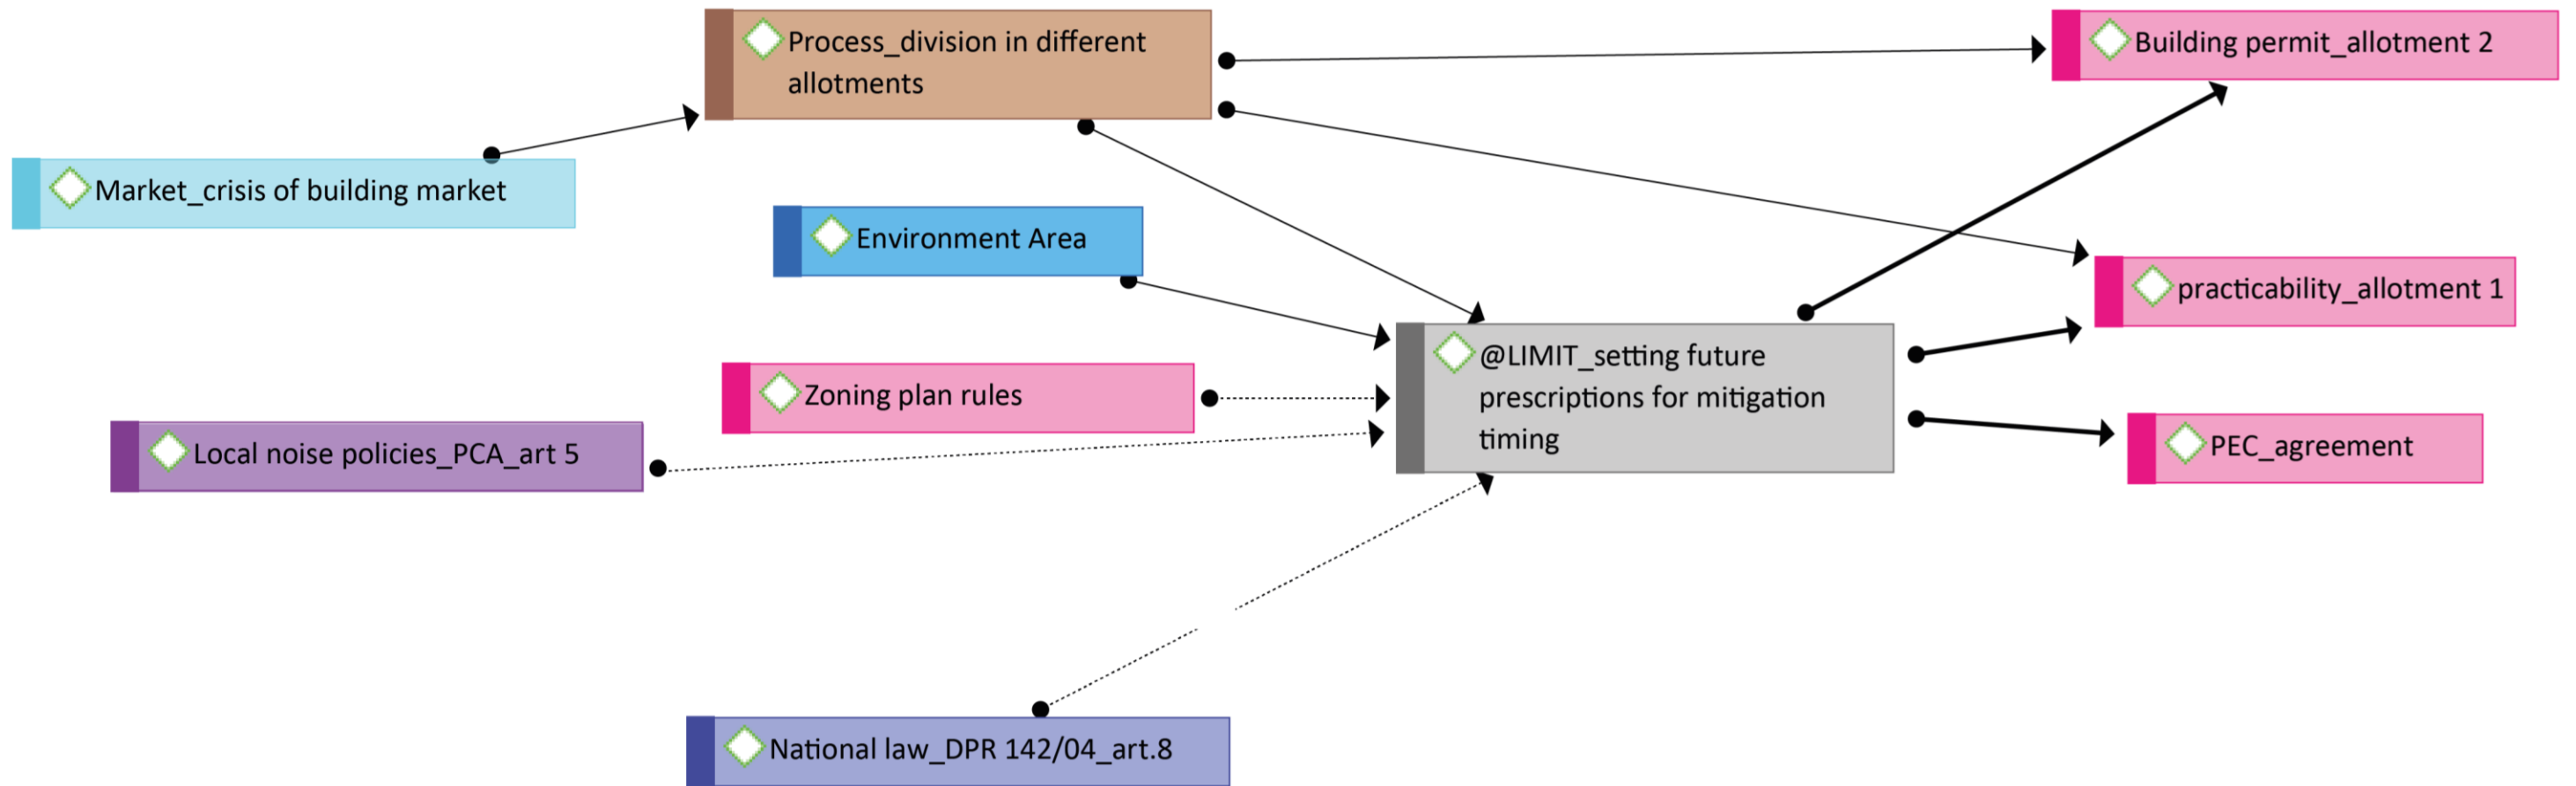 Process_division in different
allotments
Building permit_allotment 2
Market_crisis of building market
Environment Area
practicability_allotment 1
@LIMIT_setting future
prescriptions for mitigation
timing
Zoning plan rules
Local noise policies_PCA_art 5
PEC_agreement
National law_DPR 142/04_art.8